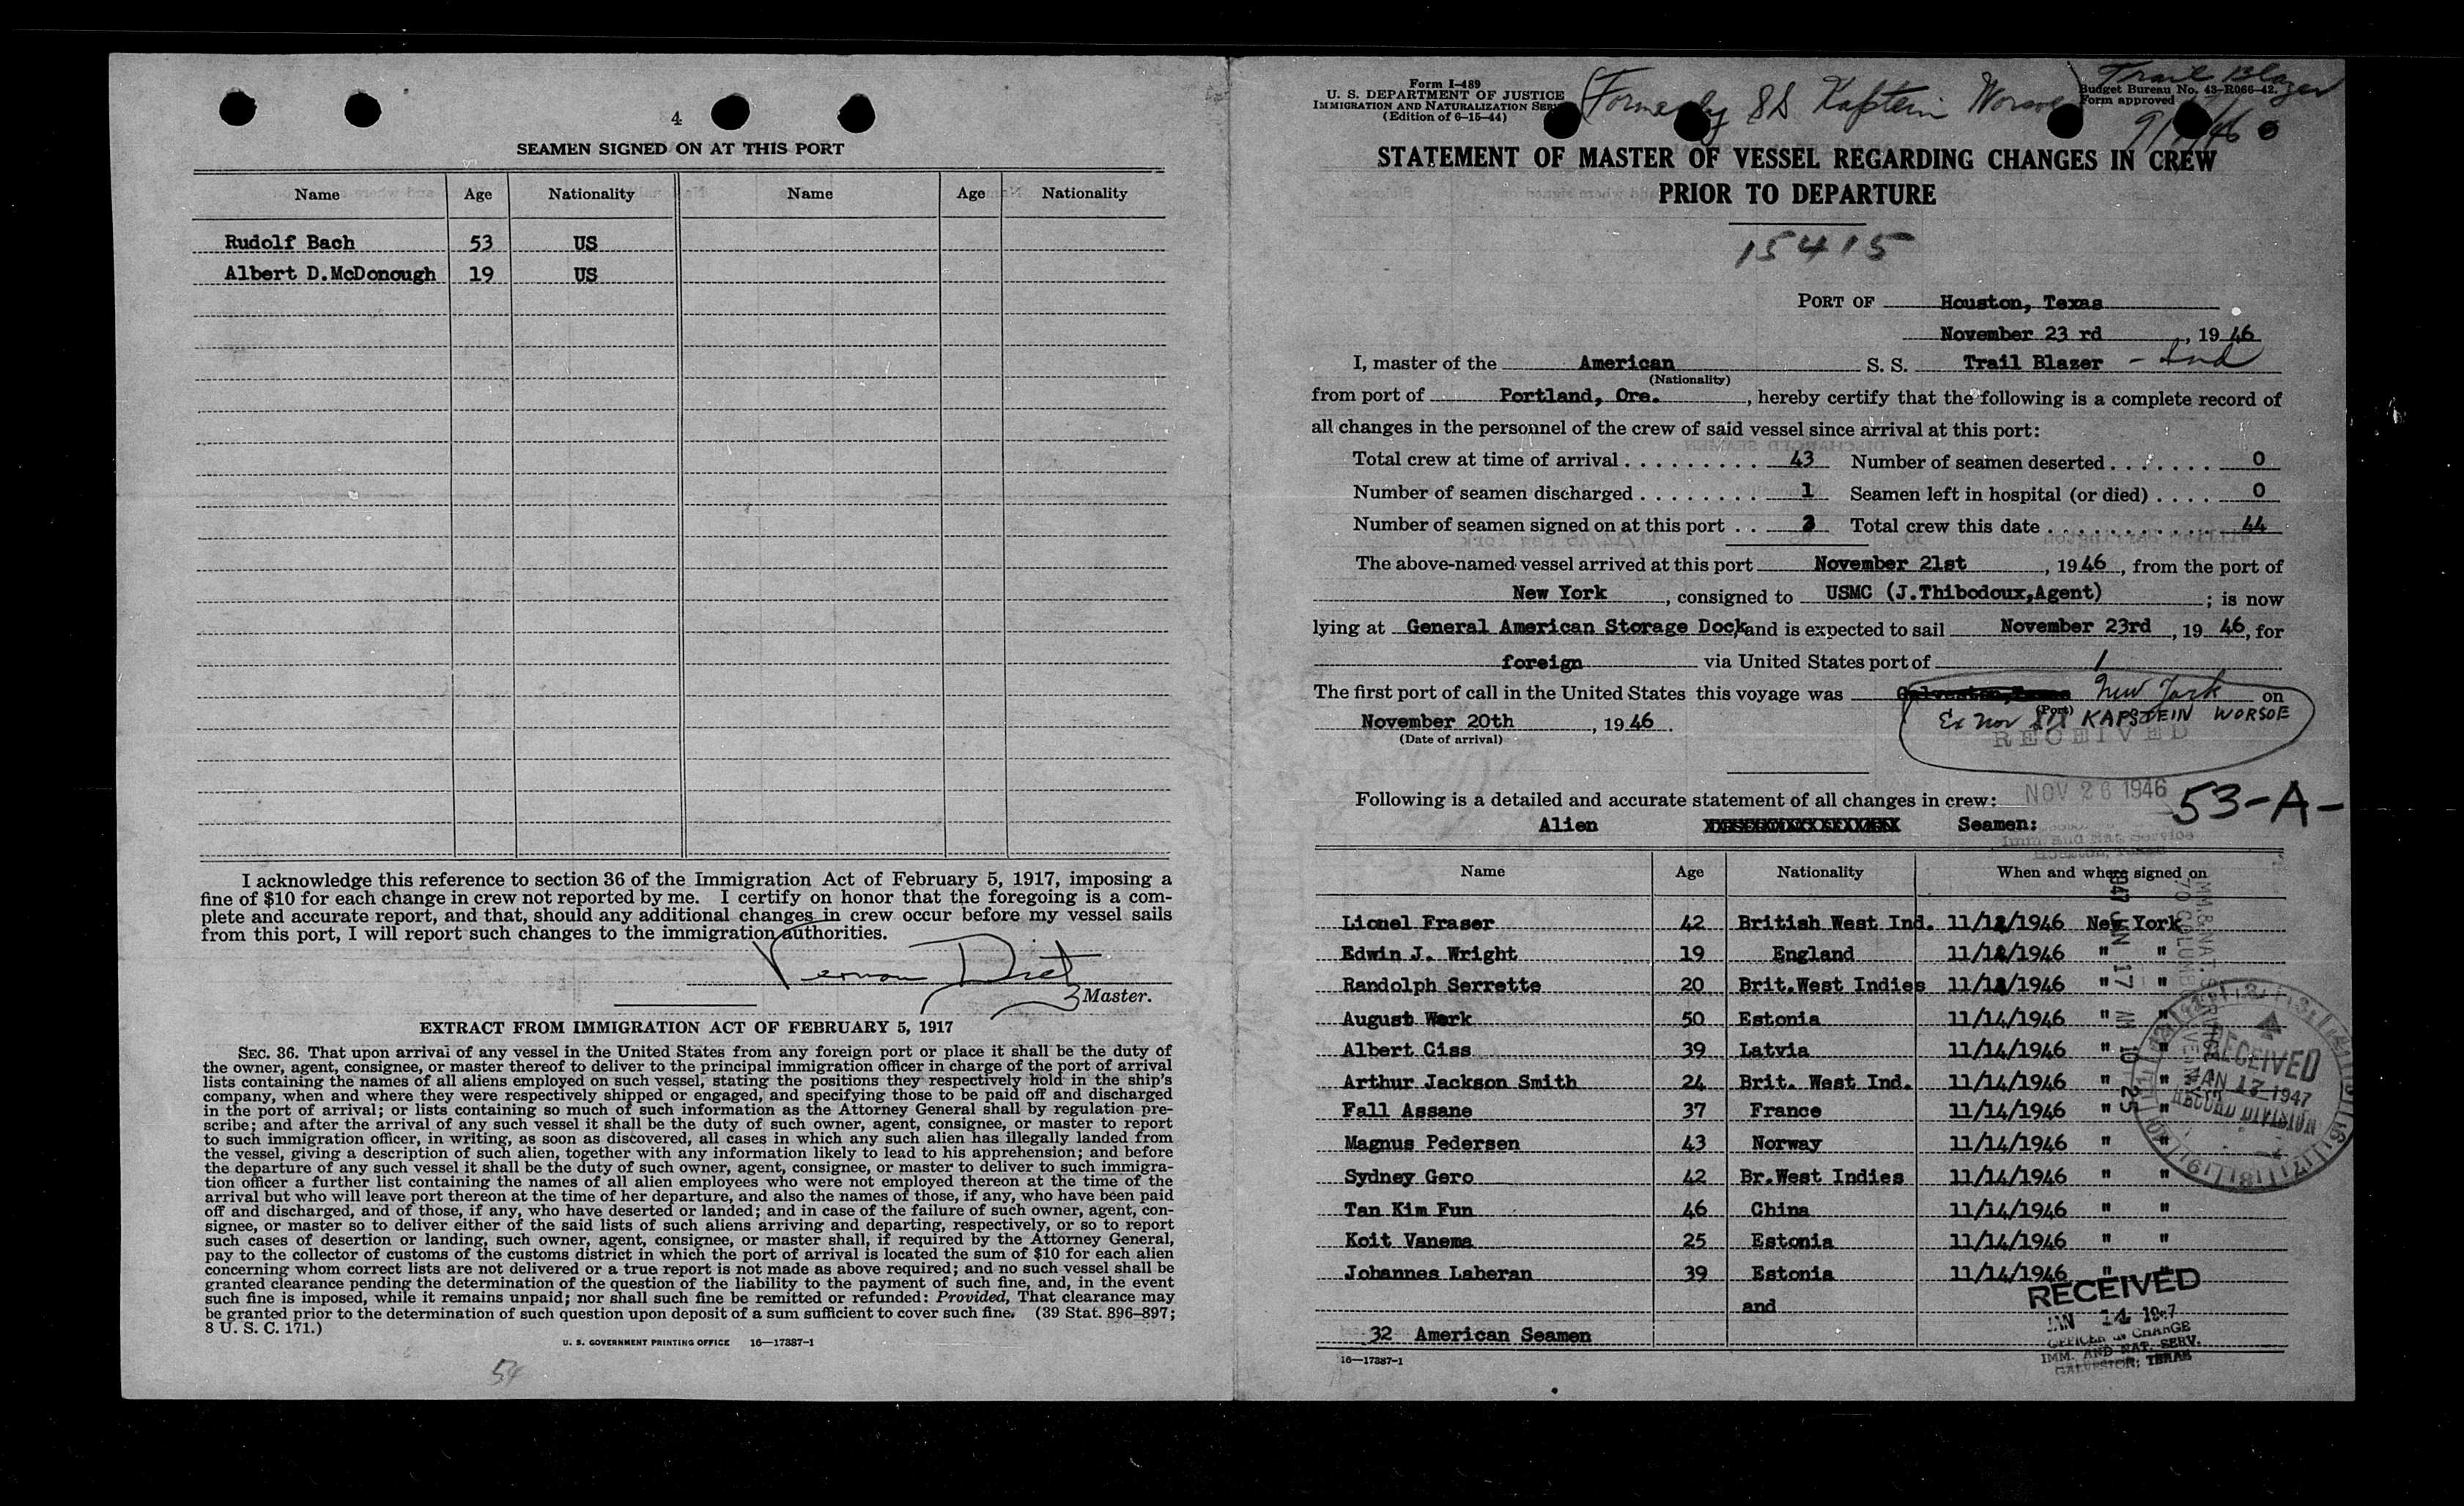 4
SEAMEN SIGNED ON AT THIS PORT
Name Age Nationality Name Age Nationality
Rudolf Bach 53 US
Albert D.McDonough 19 US
I acknowledge this reference to section 36 of the Immigration Act of February 5, 1917, imposing a
fine of $10 for each change in crew not reported by me. I certify on honor that the foregoing is a com-
plete and accurate report, and that, should any additional changes in crew occur before my vessel sails
from this port, I will report such changes to the immigration authorities.
Vernon
Master.
EXTRACT FROM IMMIGRATION ACT OF FEBRUARY 5, 1917
SEC. 36. That upon arrival of any vessel in the United States from any foreign port or place it shall be the duty of
the owner, agent, consignee, or master thereof to deliver to the principal immigration officer in charge of the port of arrival
lists containing the names of all aliens employed on such vessel, stating the positions they respectively hold in the ship's
company, when and where they were respectively shipped or engaged, and specifying those to be paid off and discharged
in the port of arrival; or lists containing so much of such information as the Attorney General shall by regulation pre-
scribe; and after the arrival of any such vessel it shall be the duty of such owner, agent, consignee, or master to report
to such immigration officer, in writing, as soon as discovered, all cases in which any such alien has illegally landed from
the vessel, giving a description of such alien, together with any information likely to lead to his apprehension; and before
the departure of any such vessel it shall be the duty of such owner, agent, consignee, or master to deliver to such immigra-
tion officer a further list containing the names of all alien employees who were not employed thereon at the time of the
arrival but who will leave port thereon at the time of her departure, and also the names of those, if any, who have been paid
off and discharged, and of those, if any, who have deserted or landed; and in case of the failure of such owner, agent, con-
signee, or master so to deliver either of the said lists of such aliens arriving and departing, respectively, or so to report
such cases of desertion or landing, such owner, agent, consignee, or master shall, if required by the Attorney General,
pay to the collector of customs of the customs district in which the port of arrival is located the sum of $10 for each alien
concerning whom correct lists are not delivered or a true report is not made as above required; and no such vessel shall be
granted clearance pending the determination of the question of the liability to the payment of such fine, and, in the event
such fine is imposed, while it remains unpaid; nor shall such fine be remitted or refunded: Provided, That clearance may
be granted prior to the determination of such question upon deposit of a sum sufficient to cover such fine. (39 Stat. 896–897;
8 U. S. C. 171.)
U. S. GOVERNMENT PRINTING OFFICE 16—17387-1
54
Form I-489
U. S. DEPARTMENT OF JUSTICE
IMMIGRATION AND NATURALIZATION SERV
(Edition of 6-15-44)
(Formerly SS Kaptein Worsoe
Trail Blazer
Budget Bureau No. 43-R066-42.
Form approved
STATEMENT OF MASTER OF VESSEL REGARDING CHANGES IN CREW
PRIOR TO DEPARTURE
15415
PORT OF Houston, Texas
November 23 rd, 19 46
I, master of the American S. S. Trail Blazer
(Nationality)
from port of Portland, Ore., hereby certify that the following is a complete record of
all changes in the personnel of the crew of said vessel since arrival at this port:
Total crew at time of arrival 43 Number of seamen deserted 0
Number of seamen discharged 1 Seamen left in hospital (or died) 0
Number of seamen signed on at this port Total crew this date 44
The above-named vessel arrived at this port November 21st, 1946, from the port of
New York, consigned to USMC (J.Thibodoux,Agent); is now
lying at General American Storage Dock and is expected to sail November 23rd, 19 46, for
foreign via United States port of /
The first port of call in the United States this voyage was Galveston,Texas New York on
(Port)
November 20th, 19 46.
(Date of arrival)
Ex Nor SS KAPSTEIN WORSOE
RECEIVED
NOV 26 1946
53-A-
Following is a detailed and accurate statement of all changes in crew:
Alien Seamen:
Name Age Nationality When and where signed on
Lionel Fraser 42 British West Ind. 11/12/1946 New York
Edwin J. Wright 19 England 11/12/1946 " "
Randolph Serrette 20 Brit.West Indies 11/12/1946 " "
August Werk 50 Estonia 11/14/1946 " "
Albert Ciss 39 Latvia 11/14/1946 " "
Arthur Jackson Smith 24 Brit. West Ind. 11/14/1946 " "
Fall Assane 37 France 11/14/1946 " "
Magnus Pedersen 43 Norway 11/14/1946 " "
Sydney Gero 42 Br.West Indies 11/14/1946 " "
Tan Kim Fun 46 China 11/14/1946 " "
Koit Vanema 25 Estonia 11/14/1946 " "
Johannes Laheran 39 Estonia 11/14/1946 " "
and
32 American Seamen
16—17387-1
1947 JAN 17 AM 10 25
RECEIVED
JAN 17 1947
RECORD DIVISION
RECEIVED
JAN 14 1947
OFFICER IN CHARGE
IMM. AND NAT. SERV.
GALVESTON, TEXAS